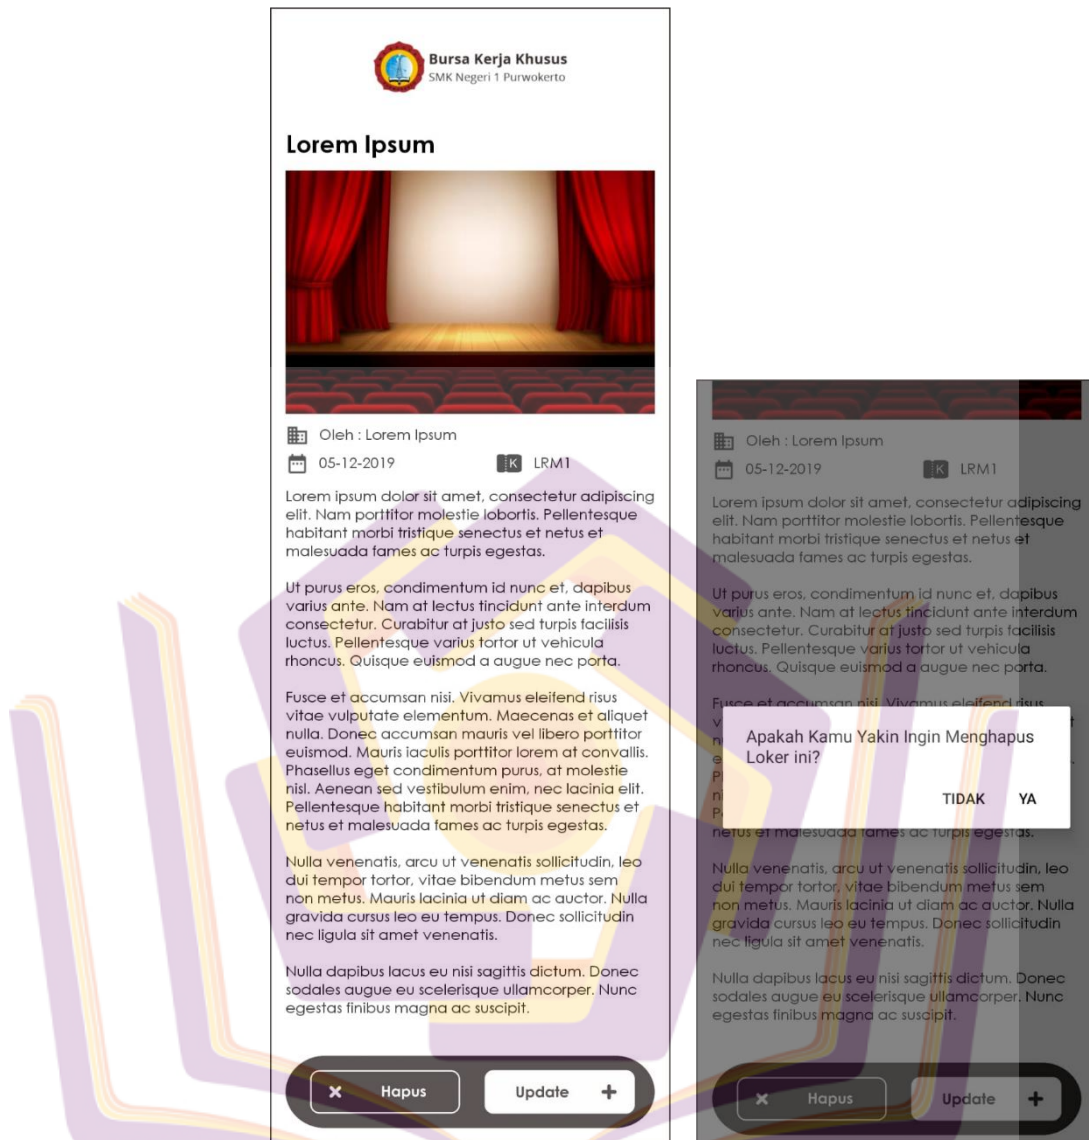 Bursa Kerja Khusus
SMK Negeri 1 Purwokerto
Lorem Ipsum
Oleh : Lorem Ipsum
05-12-2019
K LRM1
Lorem ipsum dolor sit amet, consectetur adipiscing
elit. Nam porttitor molestie lobortis. Pellentesque
habitant morbi tristique senectus et netus et
malesuada fames ac turpis egestas.
Ut purus eros, condimentum id nunc et, dapibus
varius ante. Nam at lectus tincidunt ante interdum
consectetur. Curabitur at justo sed turpis facilisis
luctus. Pellentesque varius tortor ut vehicula
rhoncus. Quisque euismod a augue nec porta.
Fusce et accumsan nisi. Vivamus eleifend risus
vitae vulputate elementum. Maecenas et aliquet
nulla. Donec accumsan mauris vel libero porttitor
euismod. Mauris iaculis porttitor lorem at convallis.
Phasellus eget condimentum purus, at molestie
nisl. Aenean sed vestibulum enim, nec lacinia elit.
Pellentesque habitant morbi tristique senectus et
netus et malesuada fames ac turpis egestas.
Nulla venenatis, arcu ut venenatis sollicitudin, leo
dui tempor tortor, vitae bibendum metus sem
non metus. Mauris lacinia ut diam ac auctor. Nulla
gravida cursus leo eu tempus. Donec sollicitudin
nec ligula sit amet venenatis.
Nulla dapibus lacus eu nisi sagittis dictum. Donec
sodales augue eu scelerisque ullamcorper. Nunc
egestas finibus magna ac suscipit.
Hapus
Update
Oleh : Lorem Ipsum
05-12-2019
K LRM1
Lorem ipsum dolor sit amet, consectetur adipiscing
elit. Nam porttitor molestie lobortis. Pellentesque
habitant morbi tristique senectus et netus et
malesuada fames ac turpis egestas.
Ut purus eros, condimentum id nunc et, dapibus
varius ante. Nam at lectus tincidunt ante interdum
consectetur. Curabitur at justo sed turpis facilisis
luctus. Pellentesque varius tortor ut vehicula
rhoncus. Quisque euismod a augue nec porta.
Fusce et accumsan nisi. Vivamus eleifend risus
Apakah Kamu Yakin Ingin Menghapus
Loker ini?
TIDAK
YA
netus et malesuada fames ac turpis egestas.
Nulla venenatis, arcu ut venenatis sollicitudin, leo
dui tempor tortor, vitae bibendum metus sem
non metus. Mauris lacinia ut diam ac auctor. Nulla
gravida cursus leo eu tempus. Donec sollicitudin
nec ligula sit amet venenatis.
Nulla dapibus lacus eu nisi sagittis dictum. Donec
sodales augue eu scelerisque ullamcorper. Nunc
egestas finibus magna ac suscipit.
Hapus
Update